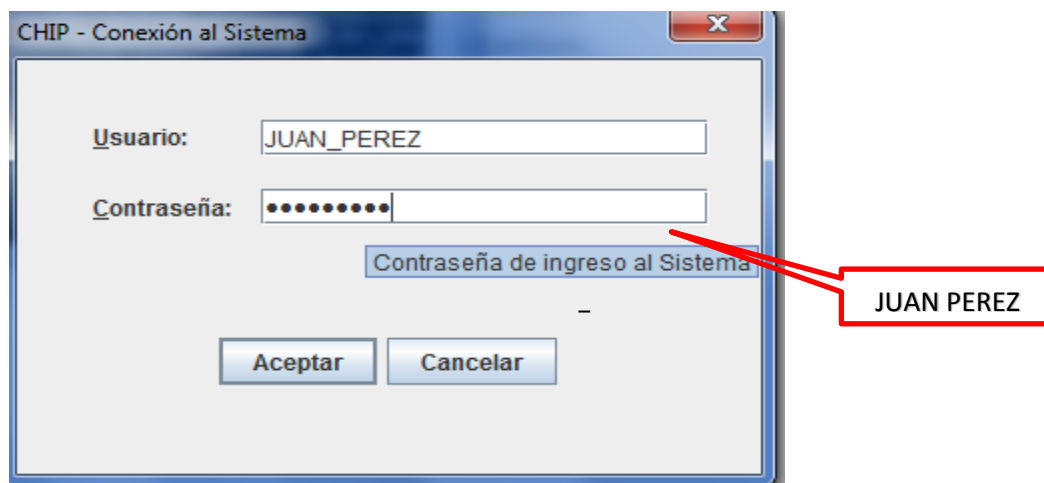 CHIP - Conexión al Sistema
Usuario: JUAN_PEREZ
Contraseña: •••••••••
Contraseña de ingreso al Sistema
JUAN PEREZ
Aceptar Cancelar